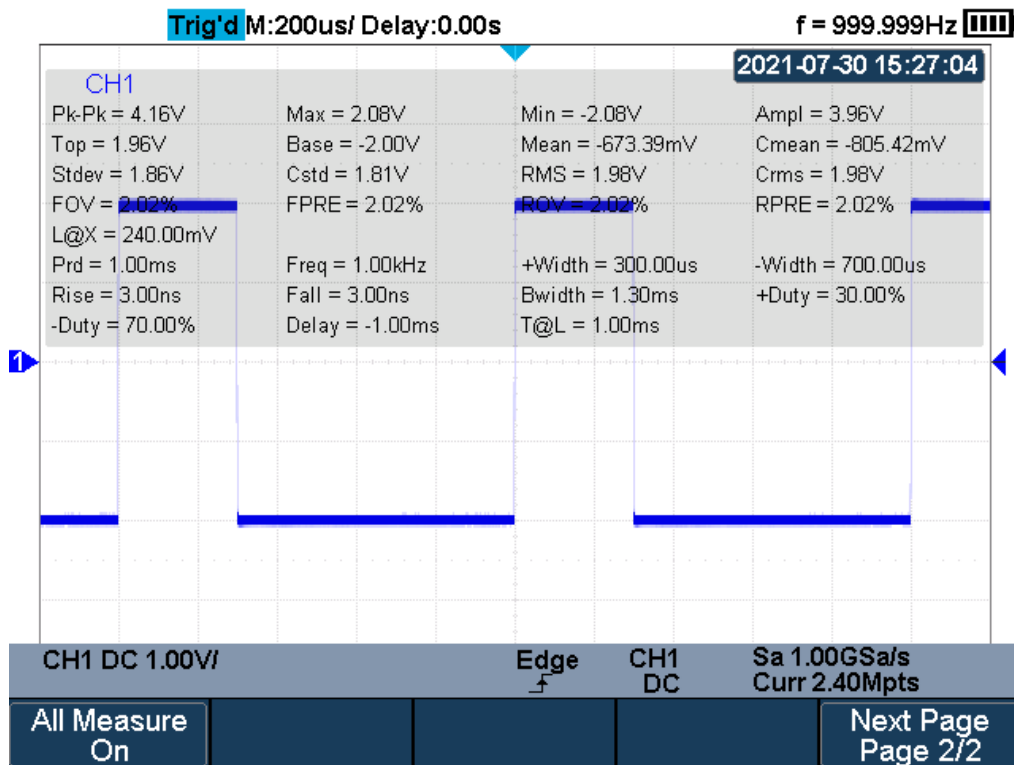 Trig'd M:200us/ Delay:0.00s f = 999.999Hz
2021-07-30 15:27:04
CH1
Pk-Pk = 4.16V Max = 2.08V Min = -2.08V Ampl = 3.96V
Top = 1.96V Base = -2.00V Mean = -673.39mV Cmean = -805.42mV
Stdev = 1.86V Cstd = 1.81V RMS = 1.98V Crms = 1.98V
FOV = 2.02% FPRE = 2.02% ROV = 2.02% RPRE = 2.02%
L@X = 240.00mV
Prd = 1.00ms Freq = 1.00kHz +Width = 300.00us -Width = 700.00us
Rise = 3.00ns Fall = 3.00ns Bwidth = 1.30ms +Duty = 30.00%
-Duty = 70.00% Delay = -1.00ms T@L = 1.00ms
1
CH1 DC 1.00V/ Edge CH1 Sa 1.00GSa/s
DC Curr 2.40Mpts
All Measure Next Page
On Page 2/2